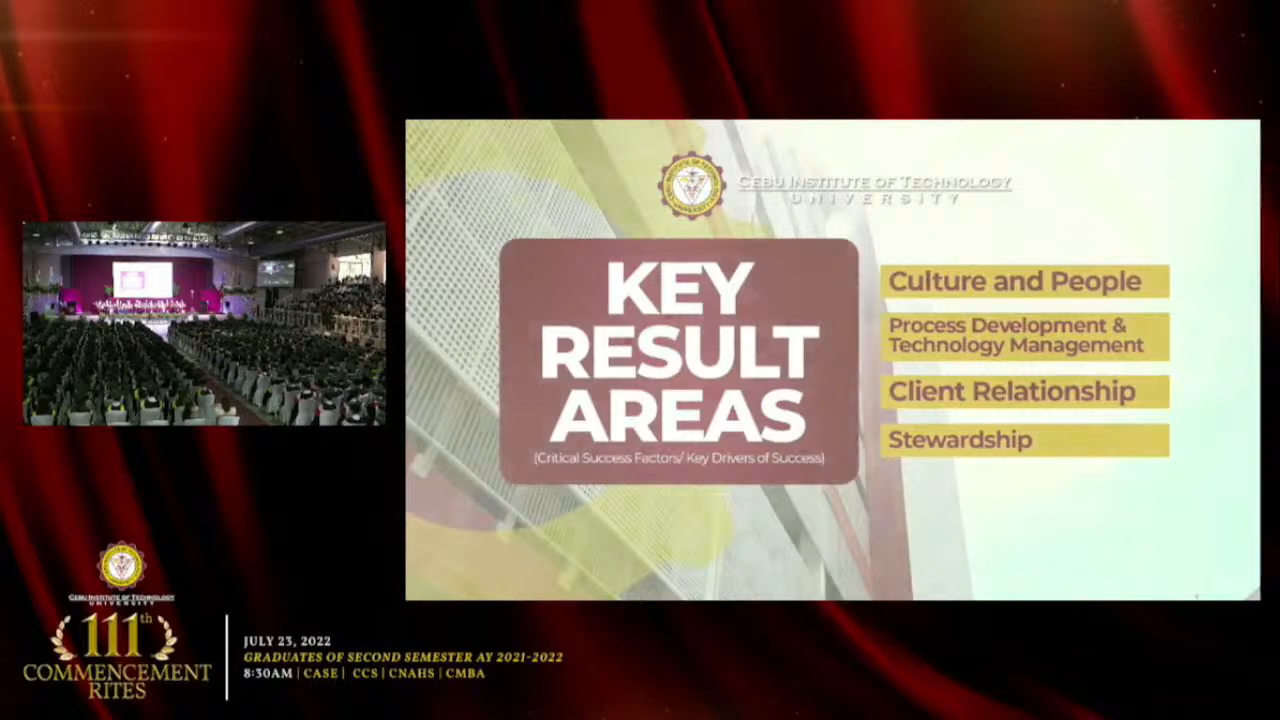 CEBU INSTITUTE OF TECHNOLOGY
UNIVERSITY
KEY
RESULT
AREAS
(Critical Success Factors/ Key Drivers of Success)
Culture and People
Process Development &
Technology Management
Client Relationship
Stewardship
CEBU INSTITUTE OF TECHNOLOGY
UNIVERSITY
111th
COMMENCEMENT
RITES
JULY 23, 2022
GRADUATES OF SECOND SEMESTER AY 2021-2022
8:30AM | CASE | CCS | CNAHS | CMBA